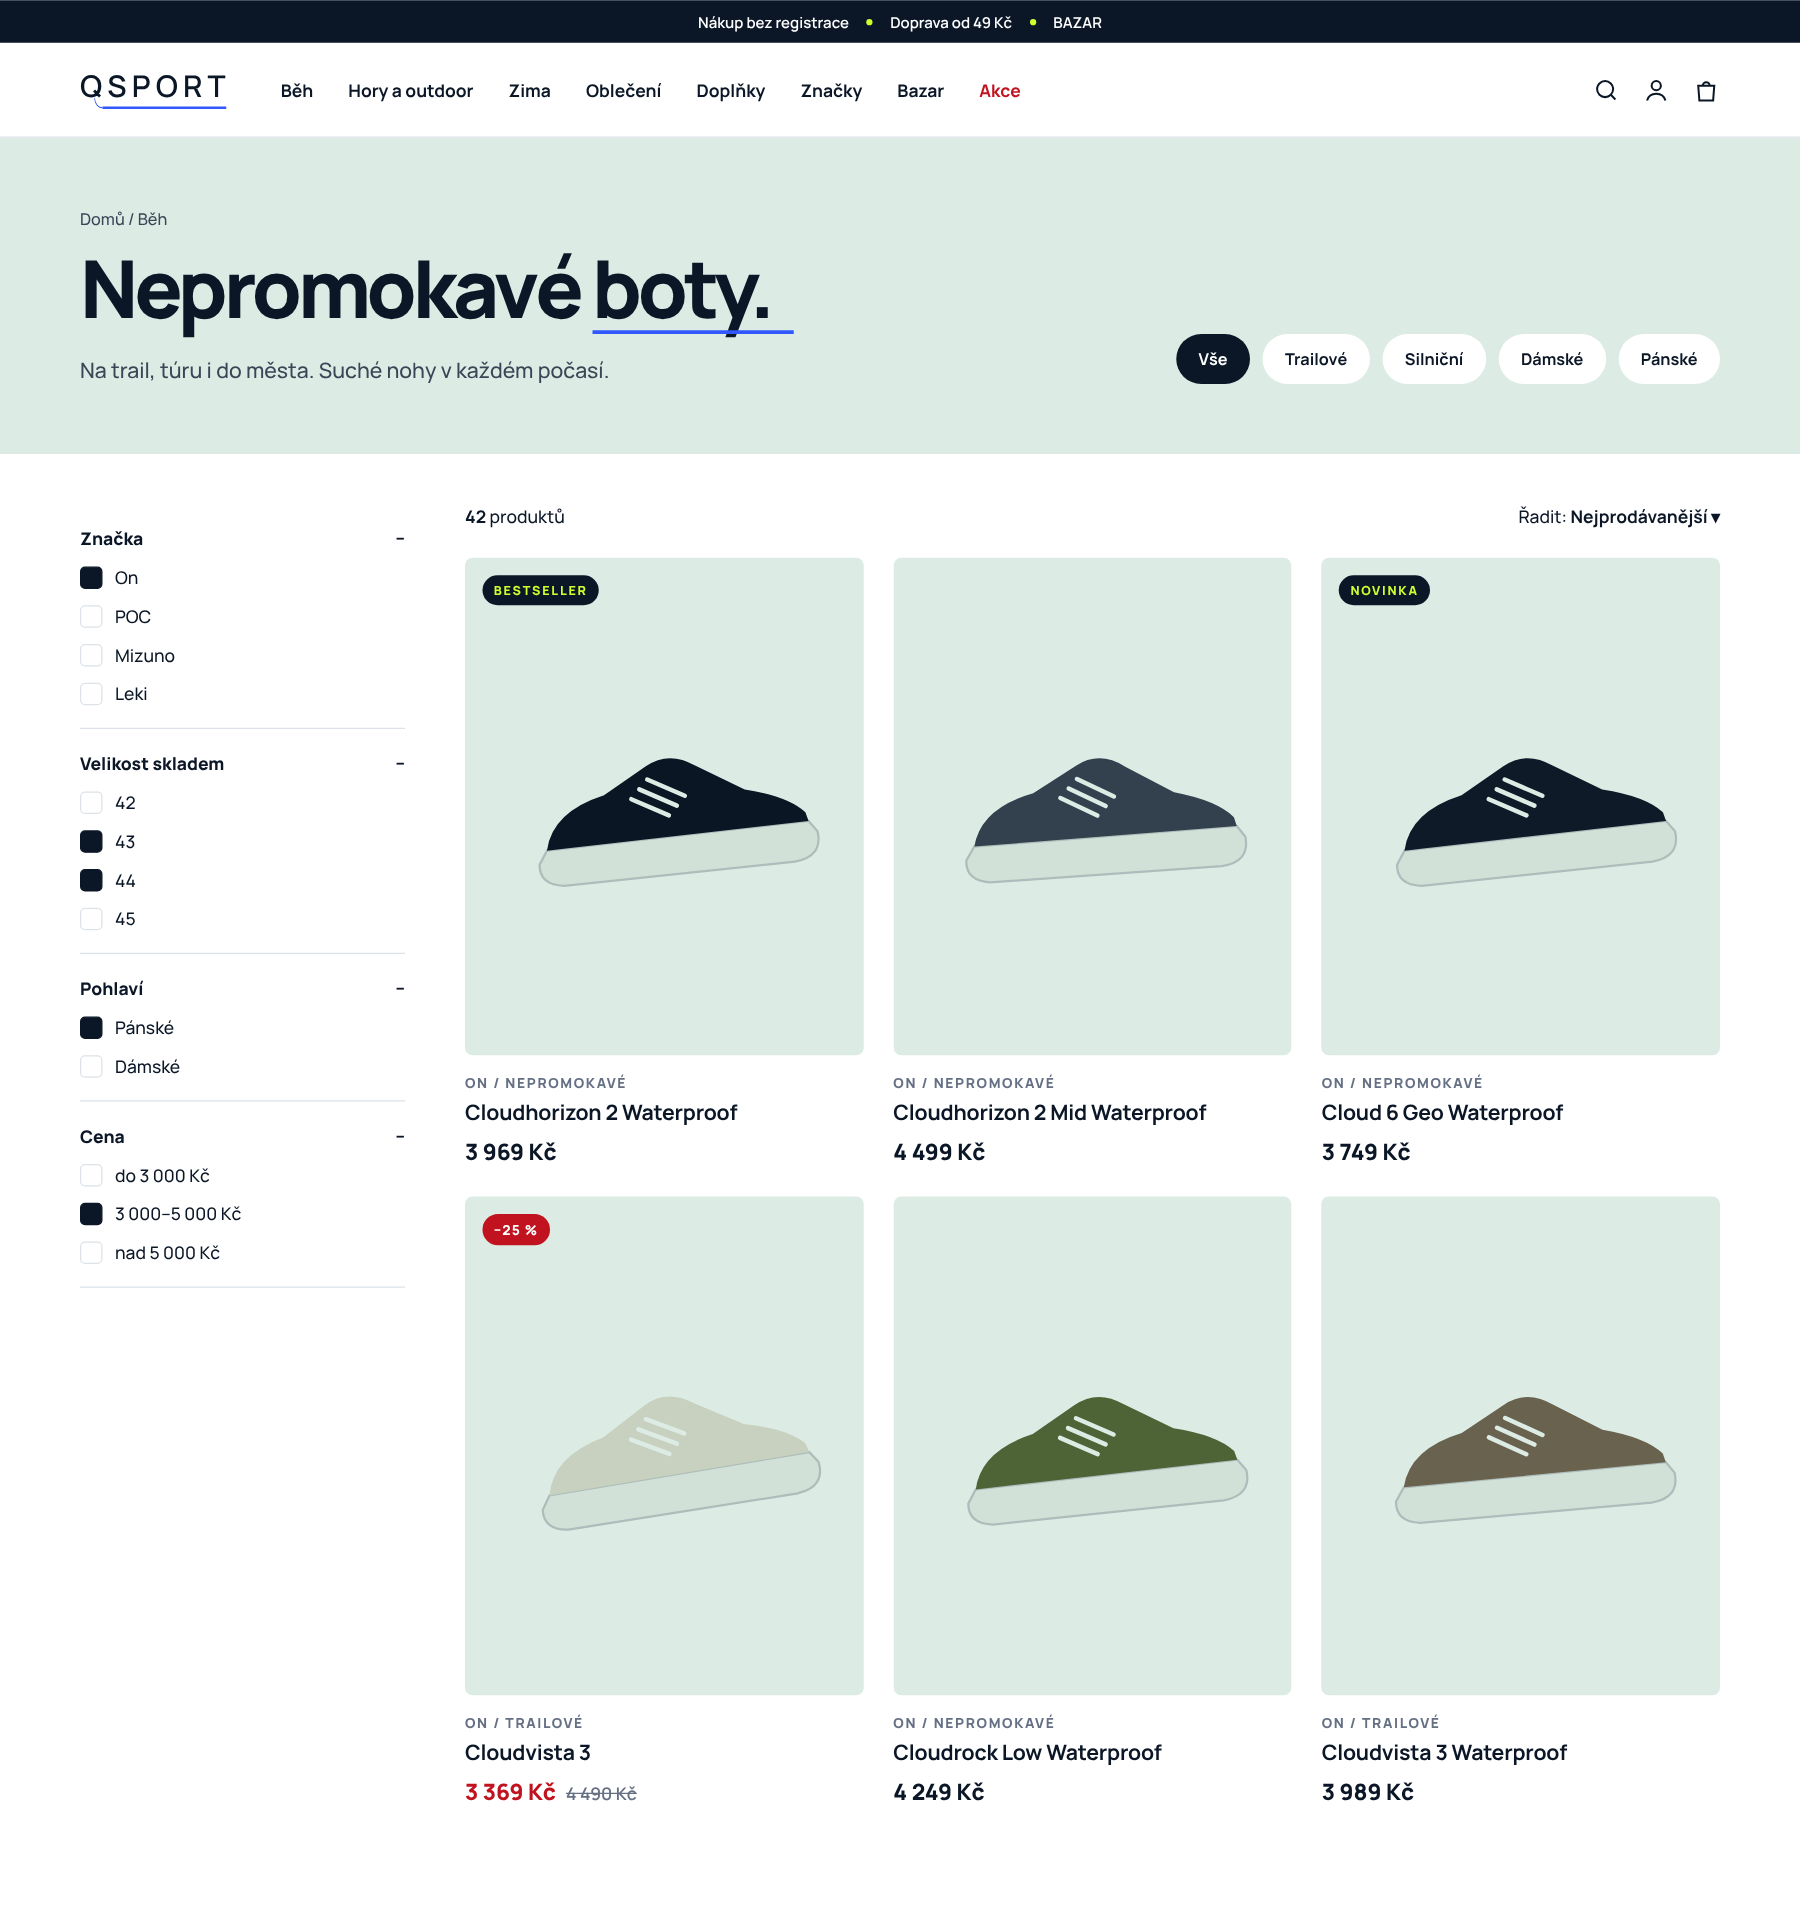 Nákup bez registrace • Doprava od 49 Kč • BAZAR
QSPORT
Běh Hory a outdoor Zima Oblečení Doplňky Značky Bazar Akce
Domů / Běh
Nepromokavé boty.
Na trail, túru i do města. Suché nohy v každém počasí.
Vše Trailové Silniční Dámské Pánské
Značka −
On
POC
Mizuno
Leki
Velikost skladem −
42
43
44
45
Pohlaví −
Pánské
Dámské
Cena −
do 3 000 Kč
3 000–5 000 Kč
nad 5 000 Kč
42 produktů
Řadit: Nejprodávanější ▾
BESTSELLER
ON / NEPROMOKAVÉ
Cloudhorizon 2 Waterproof
3 969 Kč
ON / NEPROMOKAVÉ
Cloudhorizon 2 Mid Waterproof
4 499 Kč
NOVINKA
ON / NEPROMOKAVÉ
Cloud 6 Geo Waterproof
3 749 Kč
−25 %
ON / TRAILOVÉ
Cloudvista 3
3 369 Kč 4 490 Kč
ON / NEPROMOKAVÉ
Cloudrock Low Waterproof
4 249 Kč
ON / TRAILOVÉ
Cloudvista 3 Waterproof
3 989 Kč